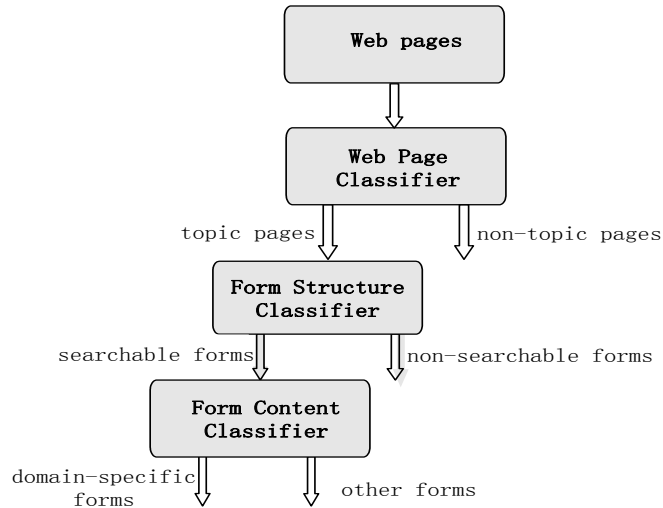 Web pages
Web Page
Classifier
topic pages
non-topic pages
Form Structure
Classifier
searchable forms
non-searchable forms
Form Content
Classifier
domain-specific
forms
other forms